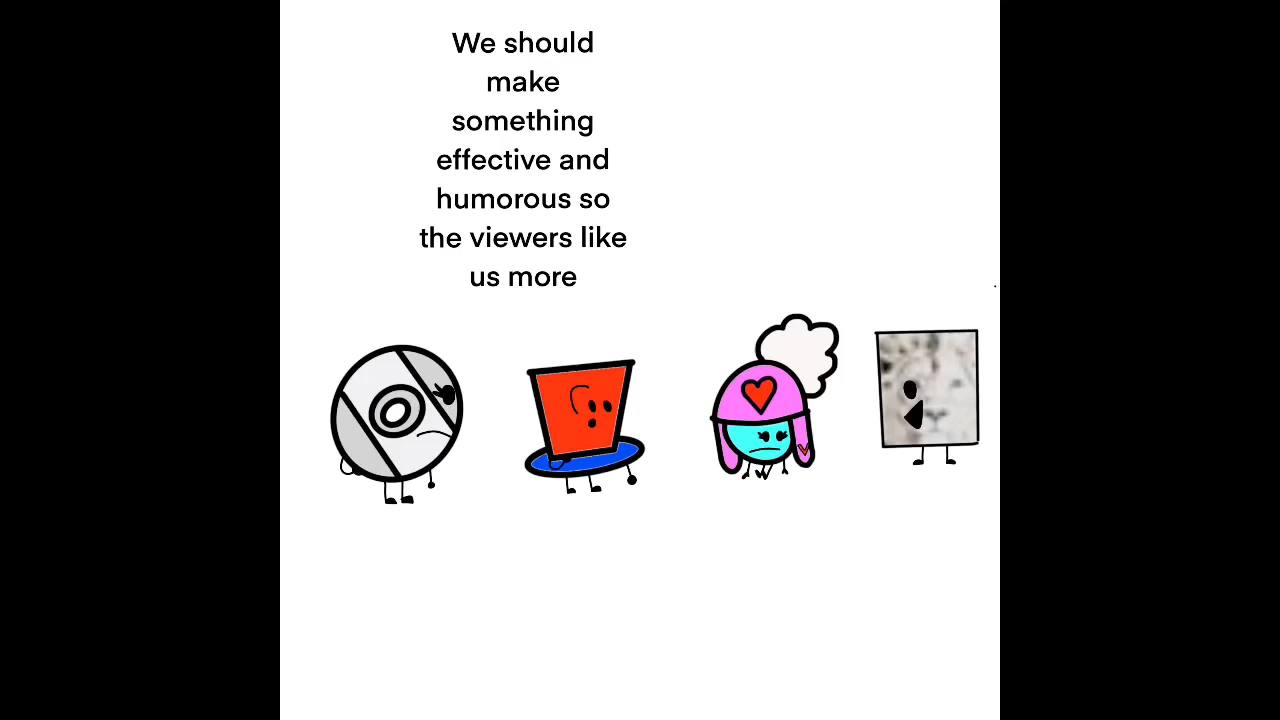 We should
make
something
effective and
humorous so
the viewers like
us more